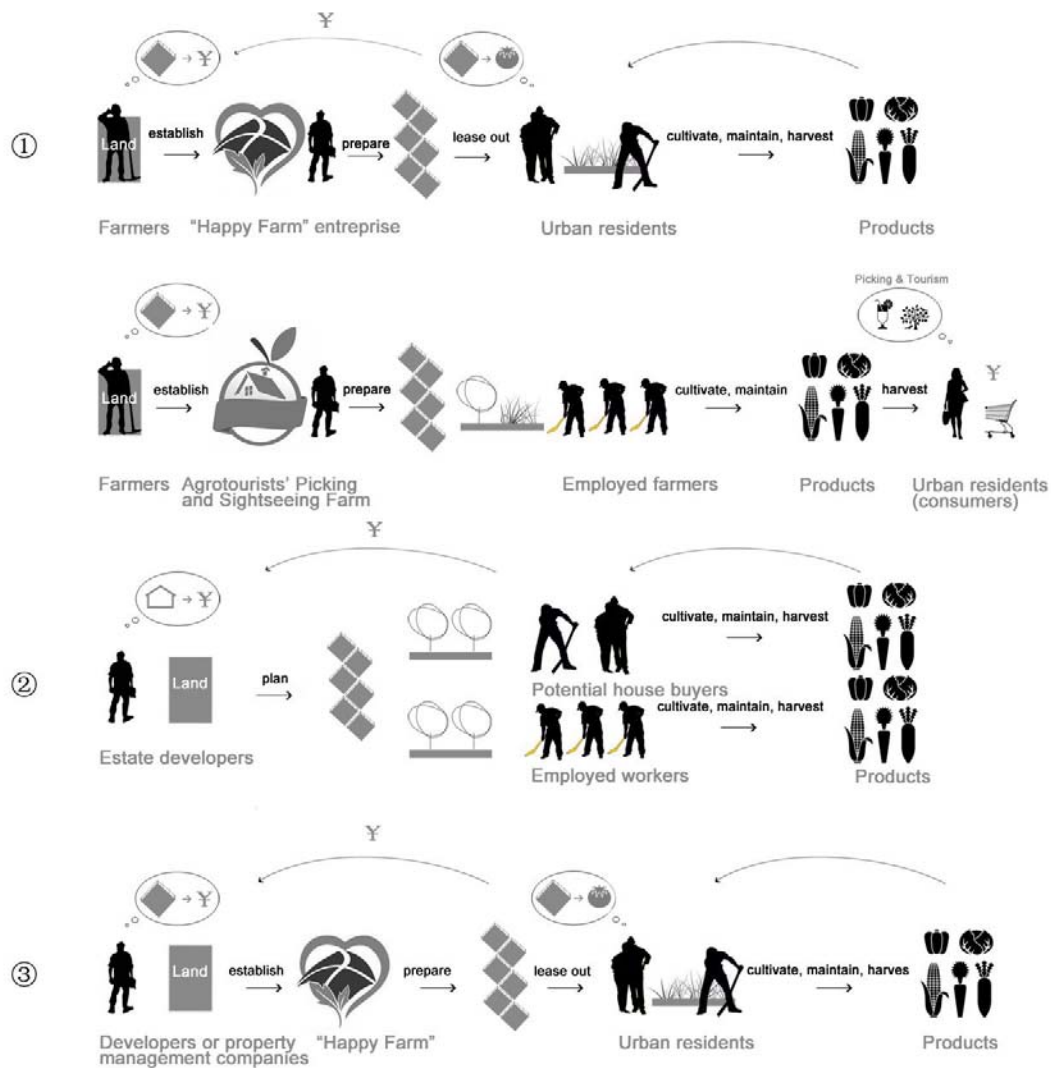 ¥
→ ¥
→
①
Land
establish
prepare
lease out
cultivate, maintain, harvest
Farmers
“Happy Farm” entreprise
Urban residents
Products
Picking & Tourism
→ ¥
¥
Land
establish
prepare
cultivate, maintain
harvest
Farmers
Agrotourists’ Picking
and Sightseeing Farm
Employed farmers
Products
Urban residents
(consumers)
¥
→ ¥
②
Land
plan
cultivate, maintain, harvest
Potential house buyers
cultivate, maintain, harvest
Estate developers
Employed workers
Products
¥
→ ¥
→
③
Land
establish
prepare
lease out
cultivate, maintain, harves
Developers or property
management companies
“Happy Farm”
Urban residents
Products